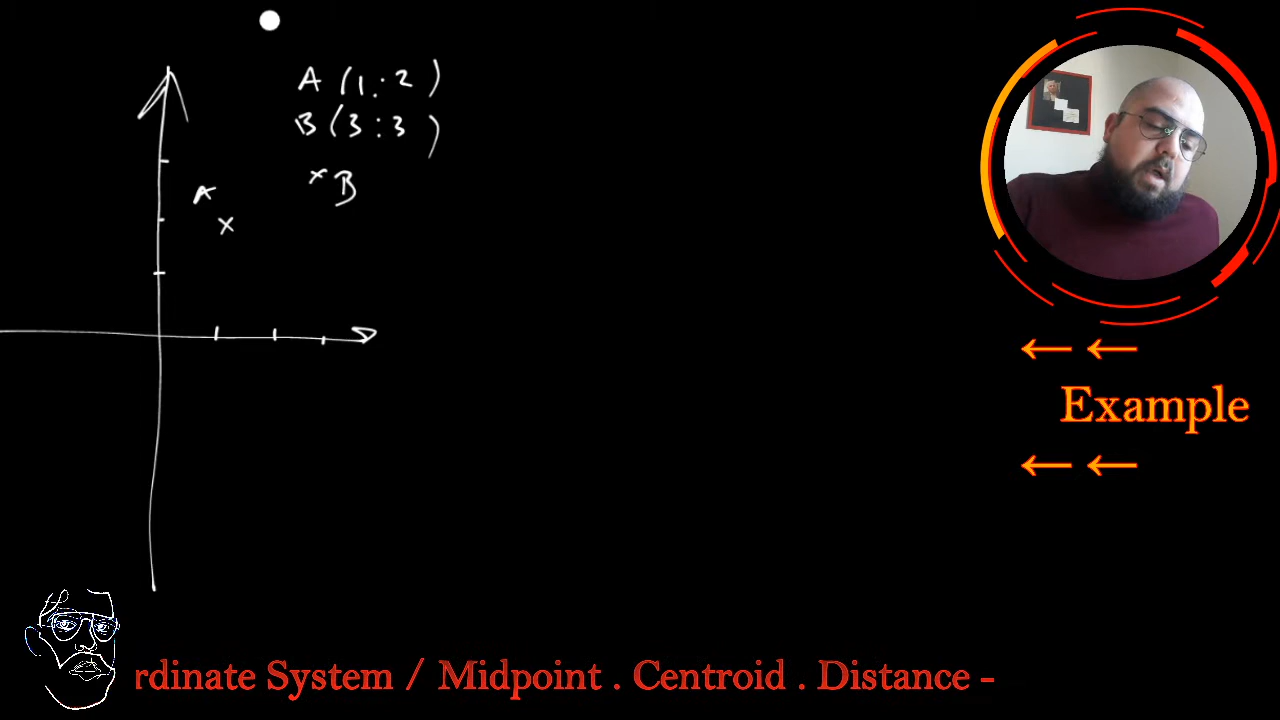 A (1 : 2)
B (3 : 3)
× B
A
×
←←
Example
←←
rdinate System / Midpoint . Centroid . Distance -